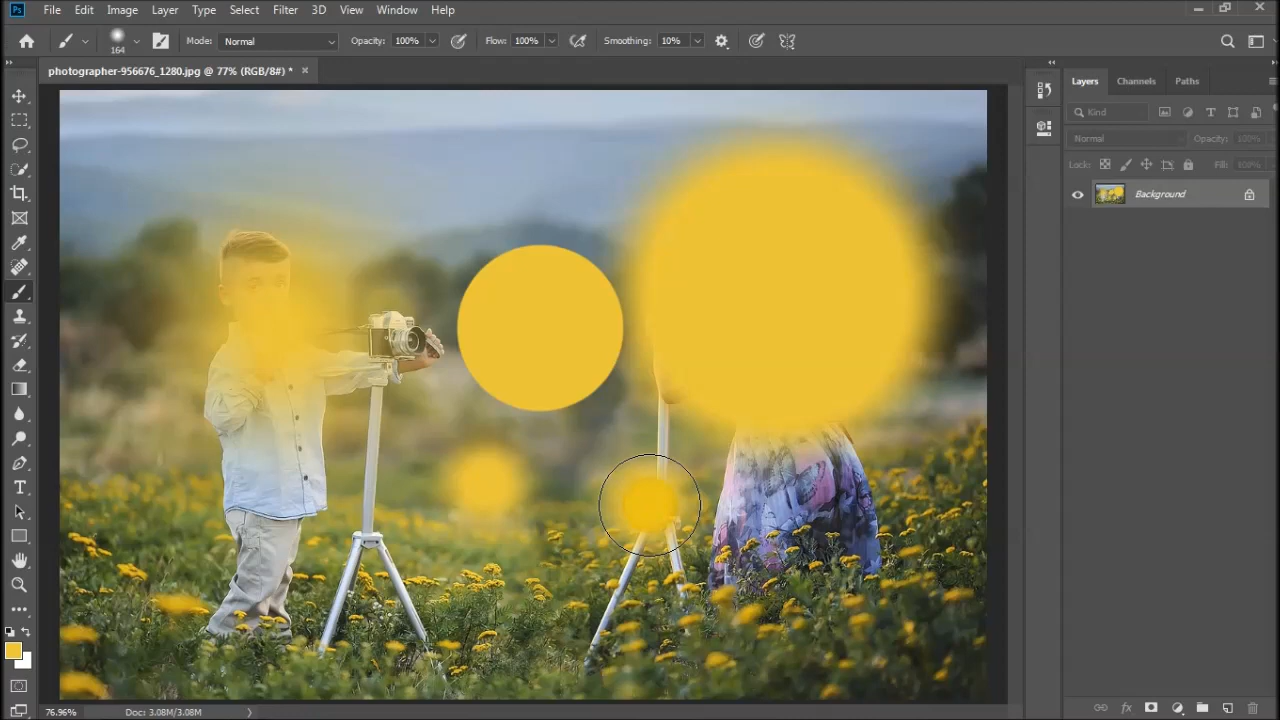 Ps File Edit Image Layer Type Select Filter 3D View Window Help
164 Mode: Normal Opacity: 100% Flow: 100% Smoothing: 10%
photographer-956676_1280.jpg @ 77% (RGB/8#) * ×
Layers Channels Paths
Kind
Normal Opacity: 100%
Lock: Fill: 100%
Background
76.96% Doc: 3.08M/3.08M